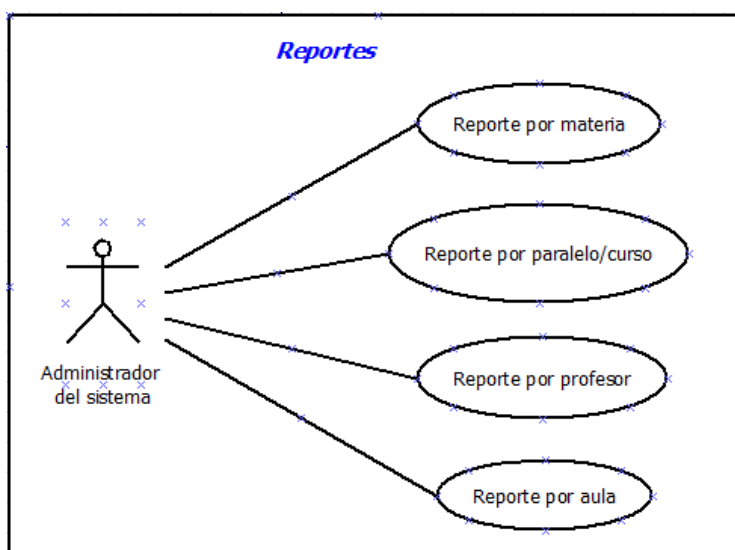 Reportes
Reporte por materia
Reporte por paralelo/curso
Reporte por profesor
Administrador
del sistema
Reporte por aula